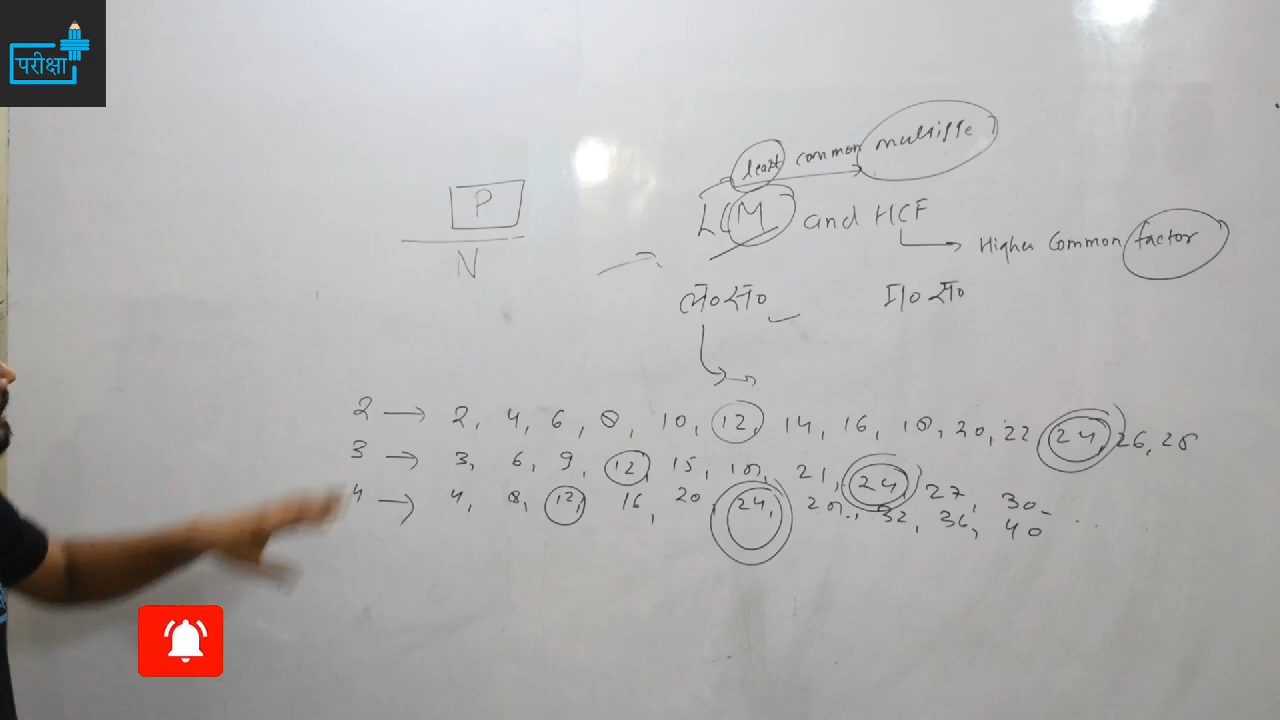 परीक्षा
least common multiple
P
N
LCM and HCF
Higher Common factor
ल०स०
म०स०
2 → 2, 4, 6, 8, 10, 12, 14, 16, 18, 20, 22 24, 26, 28
3 → 3, 6, 9, 12, 15, 18, 21, 24, 27, 30 ...
4 → 4, 8, 12, 16, 20, 24, 28, 32, 36, 40